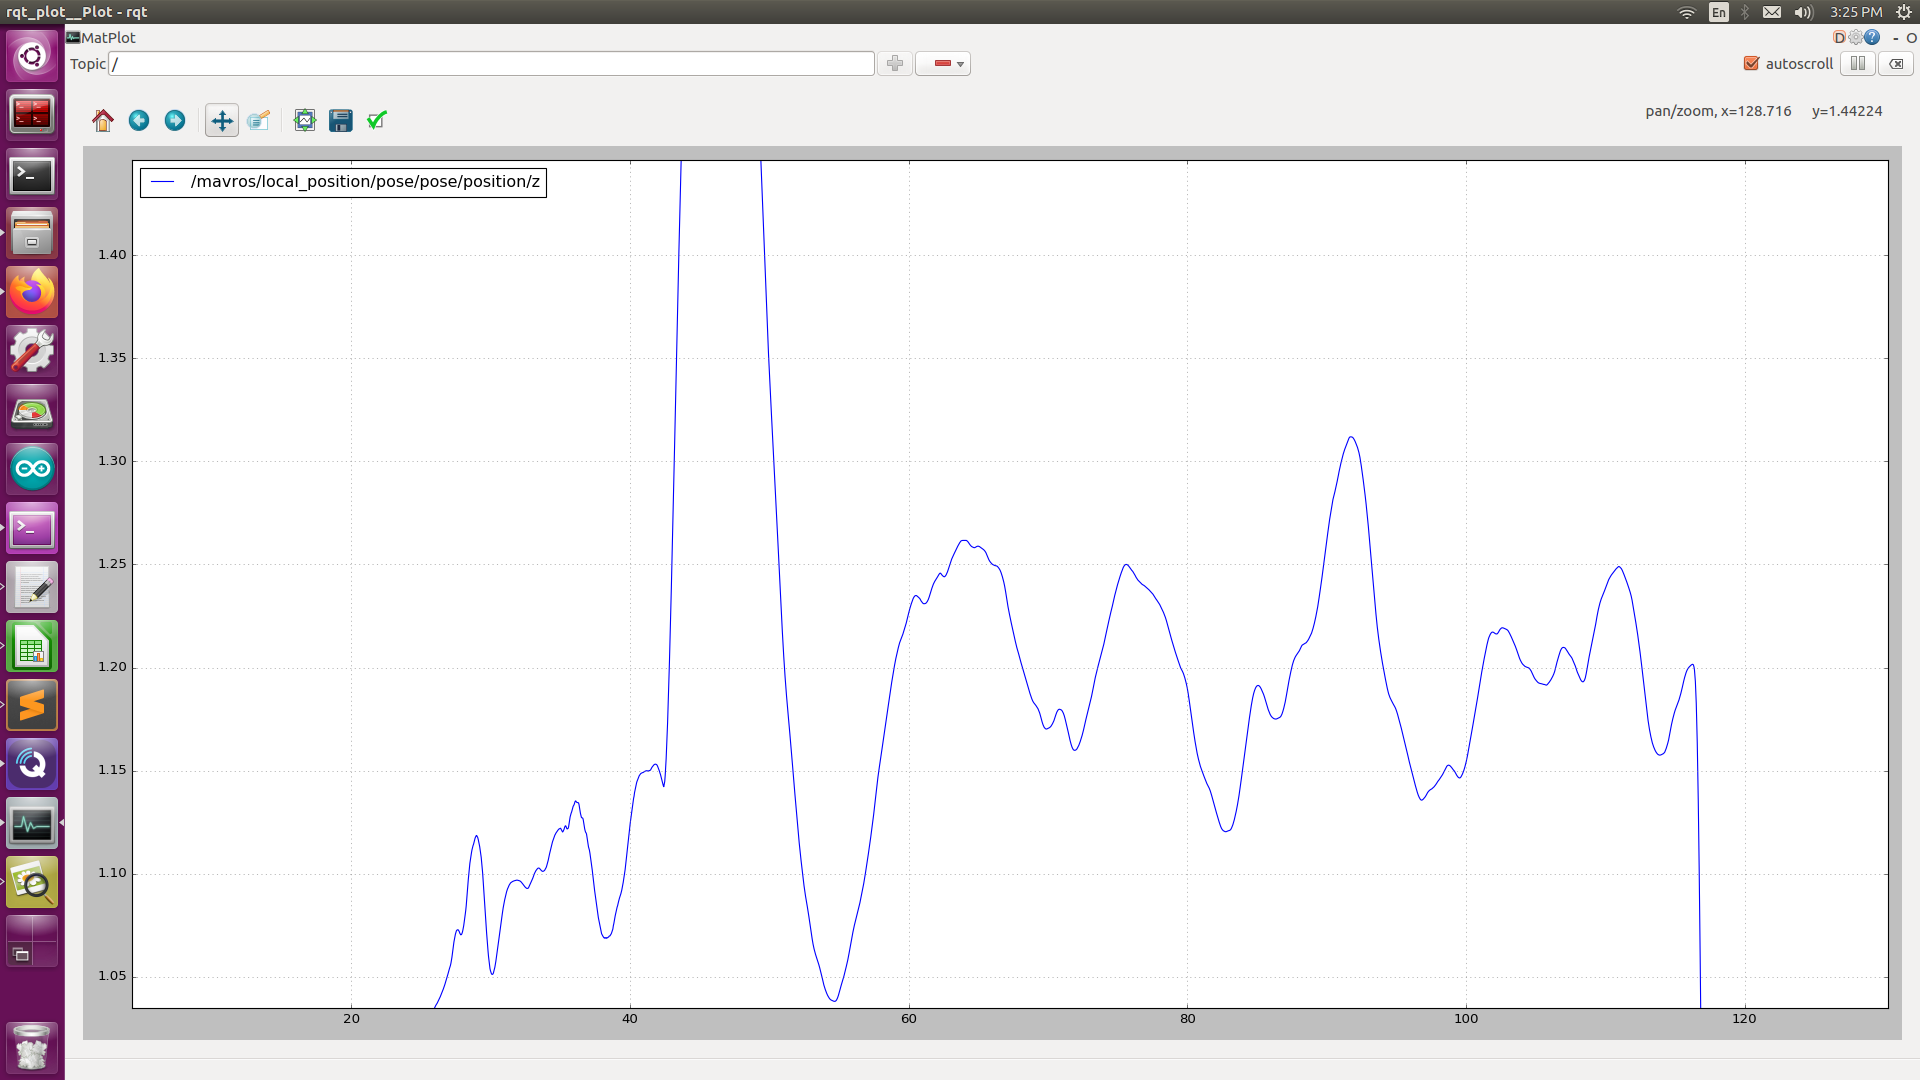 rqt_plot__Plot - rqt
En
3:25 PM
MatPlot
D
- O
Topic /
autoscroll
pan/zoom, x=128.716 y=1.44224
/mavros/local_position/pose/pose/position/z
1.40
1.35
1.30
1.25
1.20
1.15
1.10
1.05
20 40 60 80 100 120